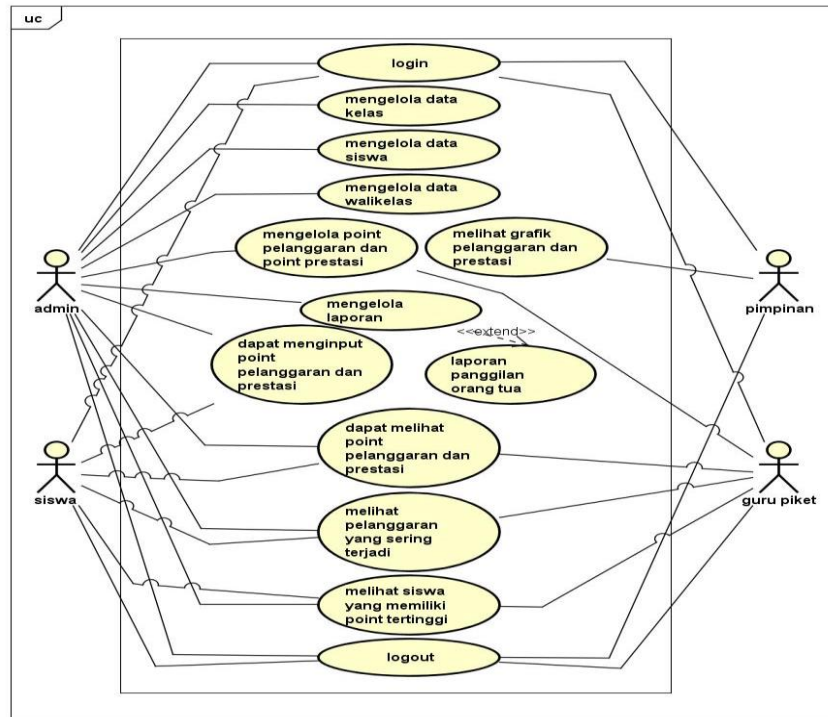 uc
login
mengelola data
kelas
mengelola data
siswa
mengelola data
walikelas
mengelola point
pelanggaran dan
point prestasi
melihat grafik
pelanggaran dan
prestasi
admin
pimpinan
mengelola
laporan
<<extend>>
dapat menginput
point
pelanggaran dan
prestasi
laporan
panggilan
orang tua
dapat melihat
point
pelanggaran dan
prestasi
siswa
guru piket
melihat
pelanggaran
yang sering
terjadi
melihat siswa
yang memiliki
point tertinggi
logout